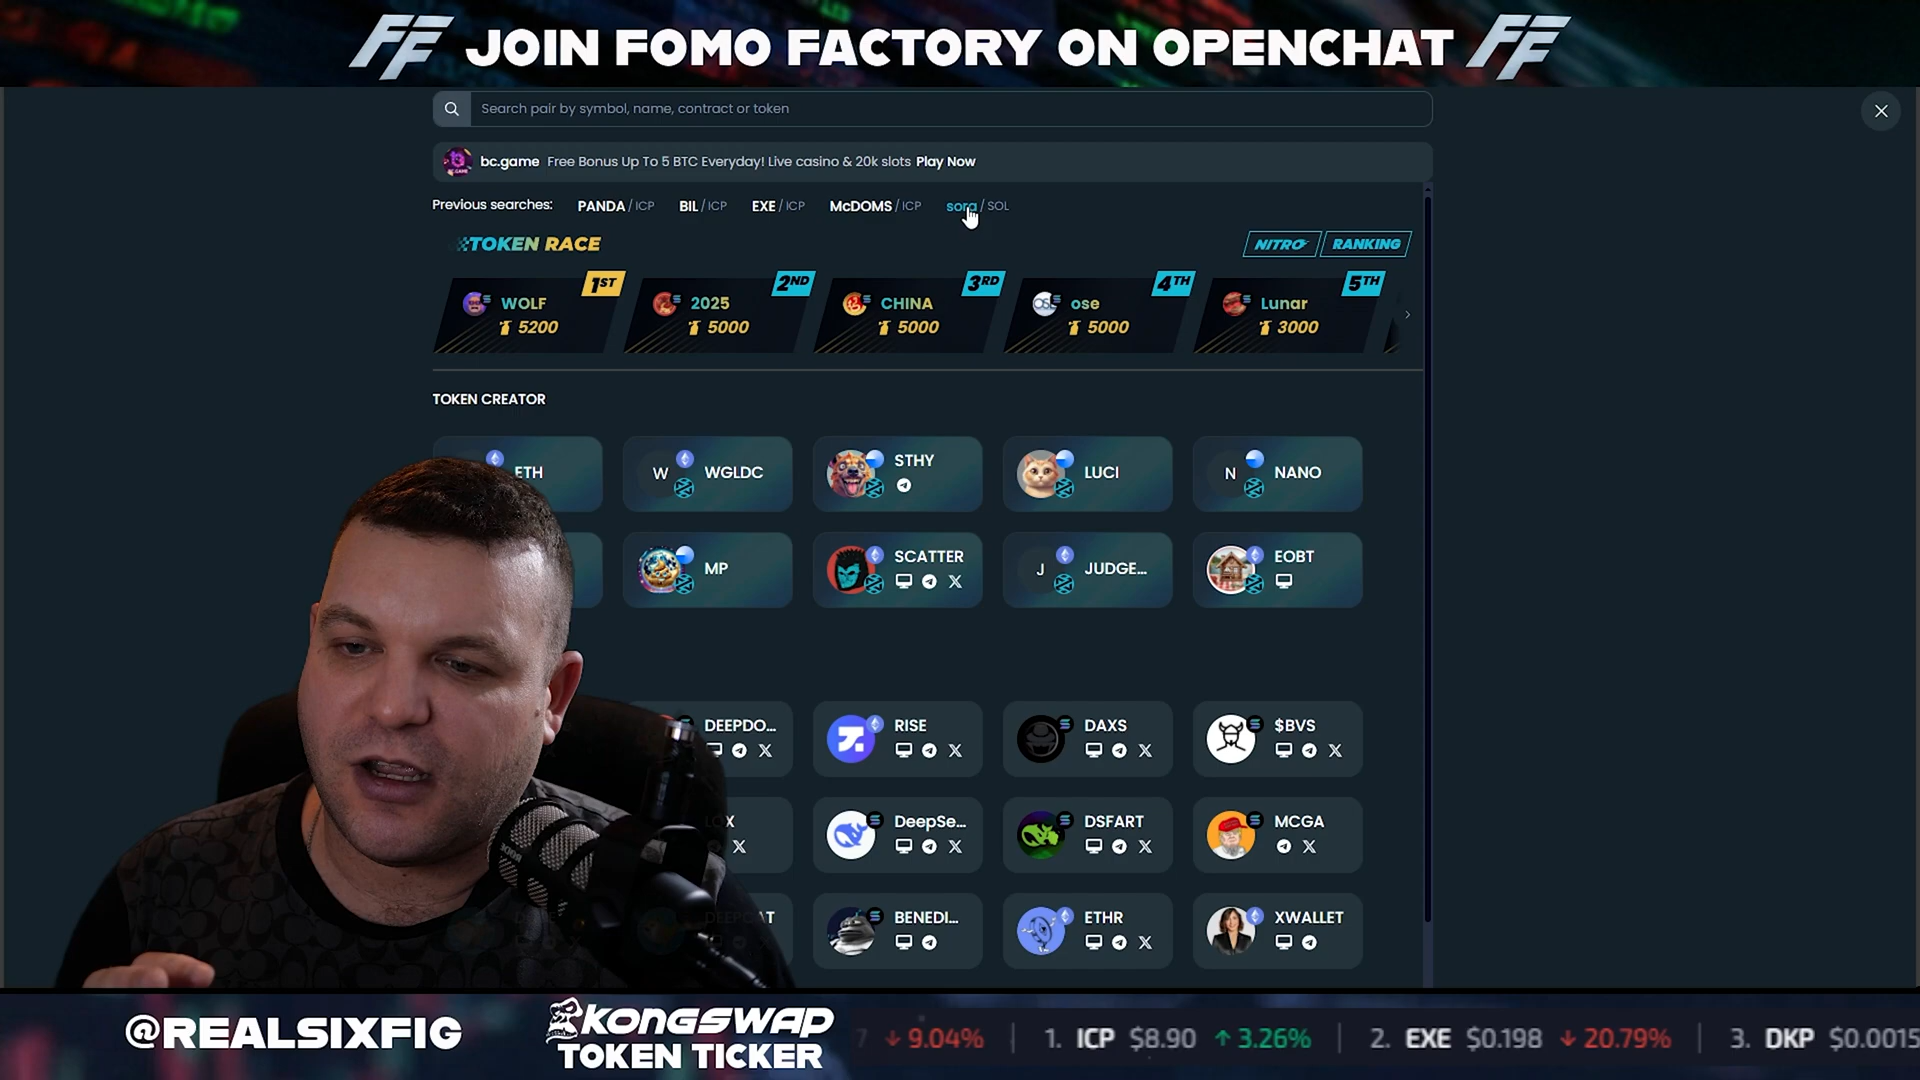 FF JOIN FOMO FACTORY ON OPENCHAT FF
Search pair by symbol, name, contract or token
bc.game Free Bonus Up To 5 BTC Everyday! Live casino & 20k slots Play Now
Previous searches: PANDA / ICP BIL / ICP EXE / ICP McDOMS / ICP sora / SOL
TOKEN RACE NITRO RANKING
1ST 2ND 3RD 4TH 5TH
WOLF 2025 CHINA ose Lunar
5200 5000 5000 5000 3000
TOKEN CREATOR
ETH W WGLDC STHY LUCI N NANO
MP SCATTER J JUDGE... EOBT
DEEPDO... RISE DAXS $BVS
DeepSe... DSFART MCGA
BENEDI... ETHR XWALLET
@REALSIXFIG
KONGSWAP
TOKEN TICKER
7 ↓ 9.04% | 1. ICP $8.90 ↑ 3.26% | 2. EXE $0.198 ↓ 20.79% | 3. DKP $0.0015